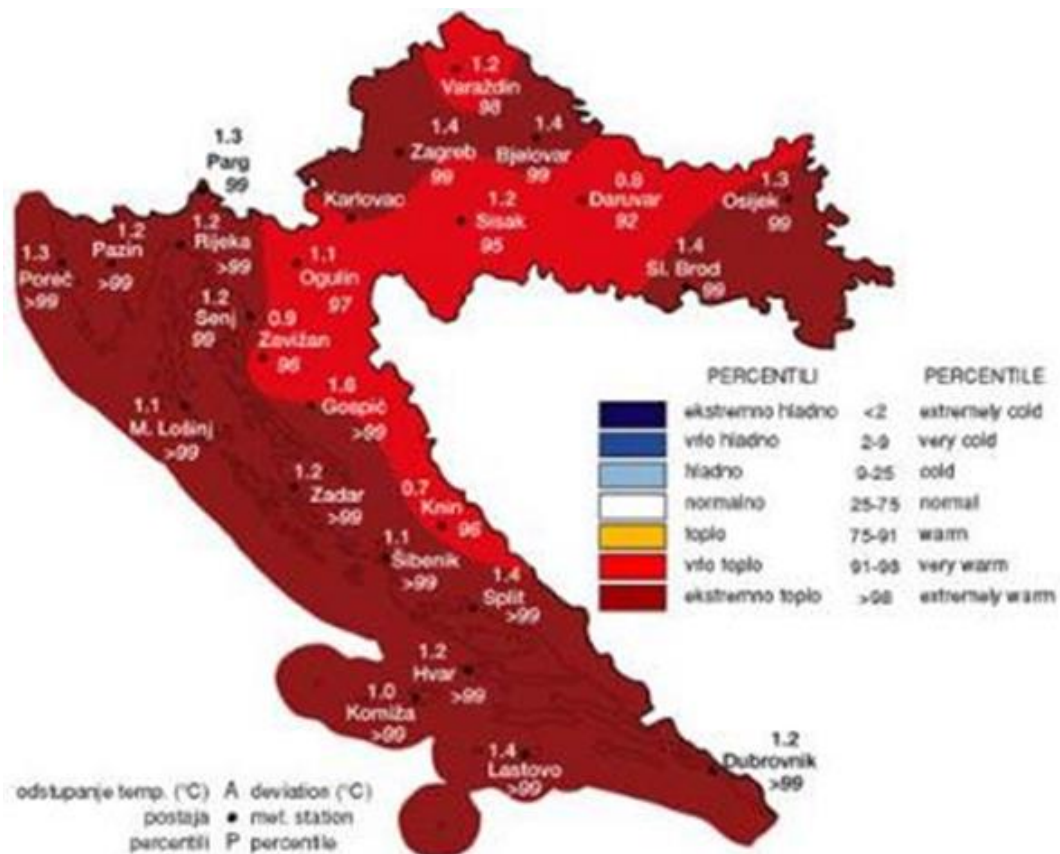 1.2
Varaždin
98
1.4
Zagreb
99
1.4
Bjelovar
99
1.3
Parg
99
Karlovac
1.2
Sisak
95
0.8
Daruvar
92
1.3
Osijek
99
1.4
Sl. Brod
99
1.3
Poreč
>99
1.2
Pazin
>99
1.2
Rijeka
>99
1.1
Ogulin
97
1.2
Senj
99
0.9
Zavižan
96
1.6
Gospić
>99
1.1
M. Lošinj
>99
1.2
Zadar
>99
0.7
Knin
96
1.1
Šibenik
>99
1.4
Split
>99
1.2
Hvar
>99
1.0
Komiža
>99
1.4
Lastovo
>99
1.2
Dubrovnik
>99
PERCENTILI PERCENTILE
ekstremno hladno <2 extremely cold
vrlo hladno 2-9 very cold
hladno 9-25 cold
normalno 25-75 normal
toplo 75-91 warm
vrlo toplo 91-98 very warm
ekstremno toplo >98 extremely warm
odstupanje temp. (°C) A deviation (°C)
postaja • met. station
percentili P percentile